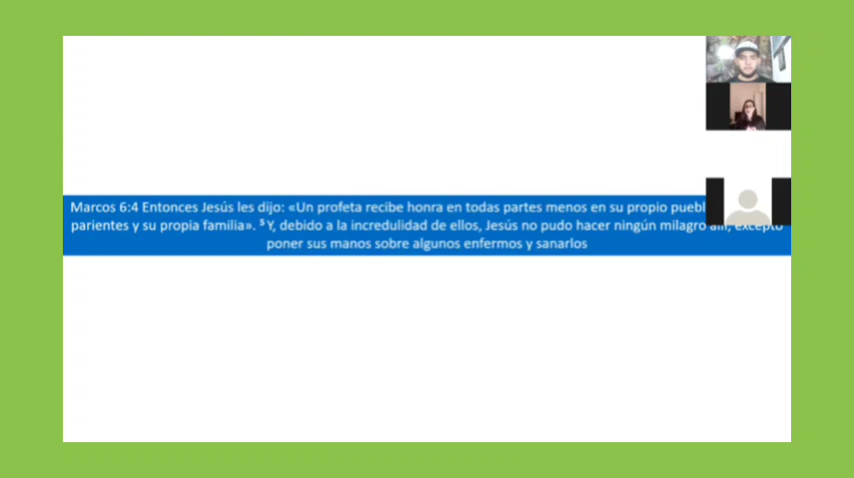 Marcos 6:4 Entonces Jesús les dijo: «Un profeta recibe honra en todas partes menos en su propio
parientes y su propia familia». ⁵ Y, debido a la incredulidad de ellos, Jesús no pudo hacer ningún milagro allí, excepto
poner sus manos sobre algunos enfermos y sanarlos